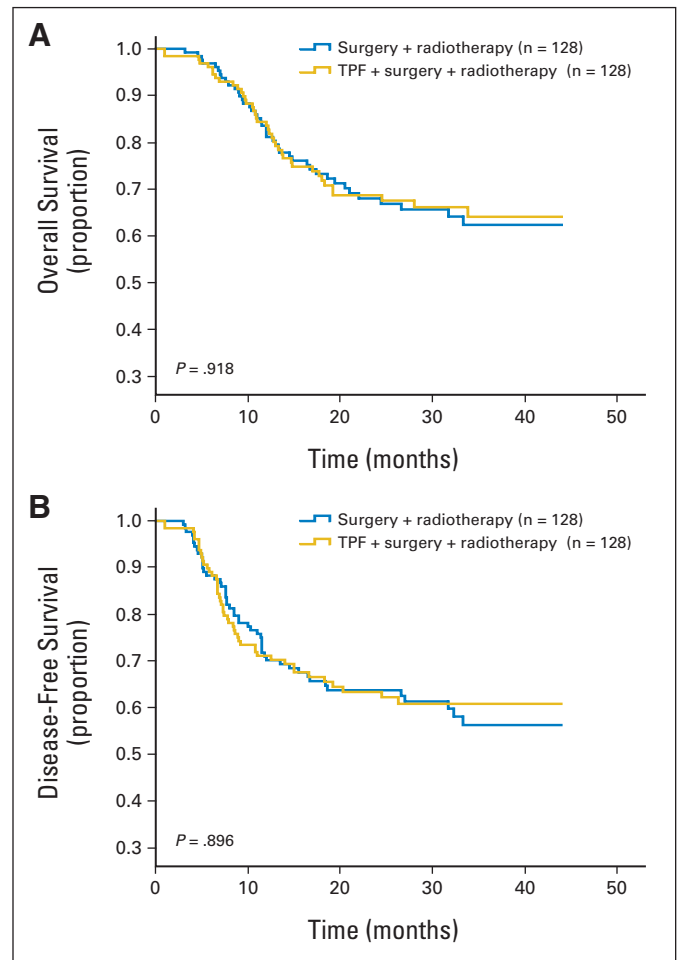 A
Surgery + radiotherapy (n = 128)
TPF + surgery + radiotherapy (n = 128)
Overall Survival
(proportion)
1.0
0.9
0.8
0.7
0.6
0.5
0.4
0.3
P = .918
0 10 20 30 40 50
Time (months)
B
Surgery + radiotherapy (n = 128)
TPF + surgery + radiotherapy (n = 128)
Disease-Free Survival
(proportion)
1.0
0.9
0.8
0.7
0.6
0.5
0.4
0.3
P = .896
0 10 20 30 40 50
Time (months)